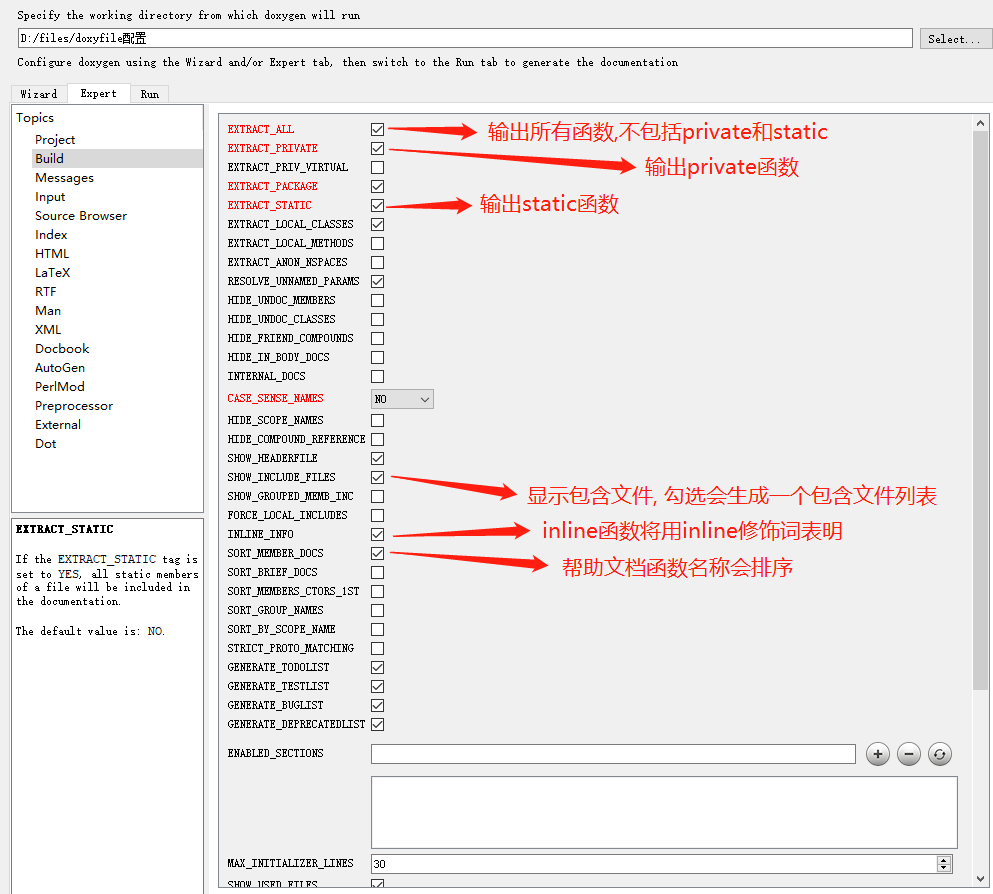 Specify the working directory from which doxygen will run
D:/files/doxyfile配置
Select...
Configure doxygen using the Wizard and/or Expert tab, then switch to the Run tab to generate the documentation
Wizard
Expert
Run
Topics
Project
Build
Messages
Input
Source Browser
Index
HTML
LaTeX
RTF
Man
XML
Docbook
AutoGen
PerlMod
Preprocessor
External
Dot
EXTRACT_STATIC
If the EXTRACT_STATIC tag is
set to YES, all static members
of a file will be included in
the documentation.
The default value is: NO.
EXTRACT_ALL
输出所有函数,不包括private和static
EXTRACT_PRIVATE
输出private函数
EXTRACT_PRIV_VIRTUAL
EXTRACT_PACKAGE
EXTRACT_STATIC
输出static函数
EXTRACT_LOCAL_CLASSES
EXTRACT_LOCAL_METHODS
EXTRACT_ANON_NSPACES
RESOLVE_UNNAMED_PARAMS
HIDE_UNDOC_MEMBERS
HIDE_UNDOC_CLASSES
HIDE_FRIEND_COMPOUNDS
HIDE_IN_BODY_DOCS
INTERNAL_DOCS
CASE_SENSE_NAMES
NO
HIDE_SCOPE_NAMES
HIDE_COMPOUND_REFERENCE
SHOW_HEADERFILE
SHOW_INCLUDE_FILES
显示包含文件, 勾选会生成一个包含文件列表
SHOW_GROUPED_MEMB_INC
FORCE_LOCAL_INCLUDES
INLINE_INFO
inline函数将用inline修饰词表明
SORT_MEMBER_DOCS
帮助文档函数名称会排序
SORT_BRIEF_DOCS
SORT_MEMBERS_CTORS_1ST
SORT_GROUP_NAMES
SORT_BY_SCOPE_NAME
STRICT_PROTO_MATCHING
GENERATE_TODOLIST
GENERATE_TESTLIST
GENERATE_BUGLIST
GENERATE_DEPRECATEDLIST
ENABLED_SECTIONS
MAX_INITIALIZER_LINES
30
SHOW_USED_FILES